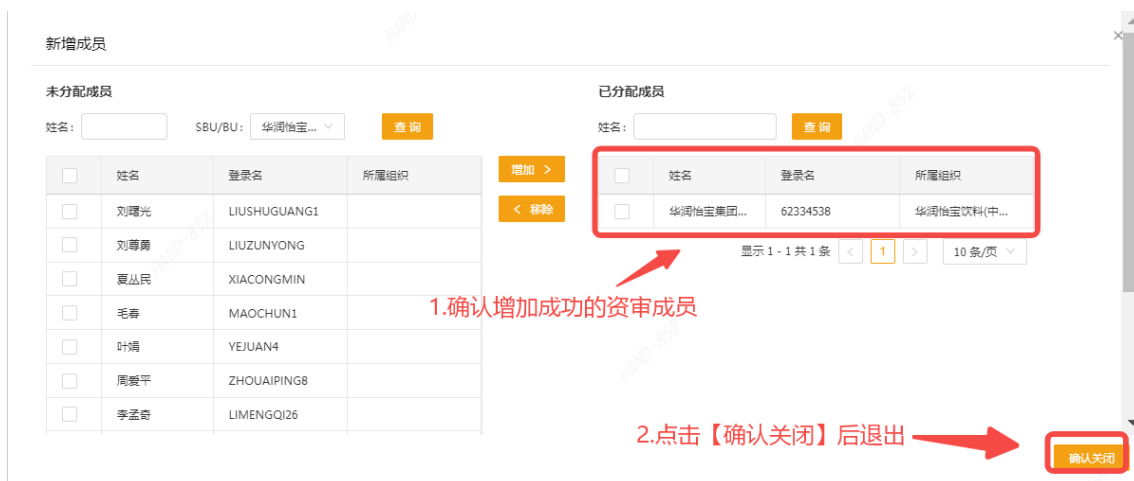 新增成员
×
未分配成员
已分配成员
姓名：
SBU/BU：
华润怡宝...
查 询
姓名：
查 询
姓名 登录名 所属组织
增加 >
姓名 登录名 所属组织
刘曙光 LIUSHUGUANG1
< 移除
华润怡宝集团... 62334538 华润怡宝饮料(中...
刘尊勇 LIUZUNYONG
显示 1 - 1 共 1 条 < 1 > 10 条/页
夏丛民 XIACONGMIN
1.确认增加成功的资审成员
毛春 MAOCHUN1
叶娟 YEJUAN4
周爱平 ZHOUAIPING8
李孟奇 LIMENGQI26
2.点击【确认关闭】后退出
确认关闭
HAND-852
HAND-852
HAND-852